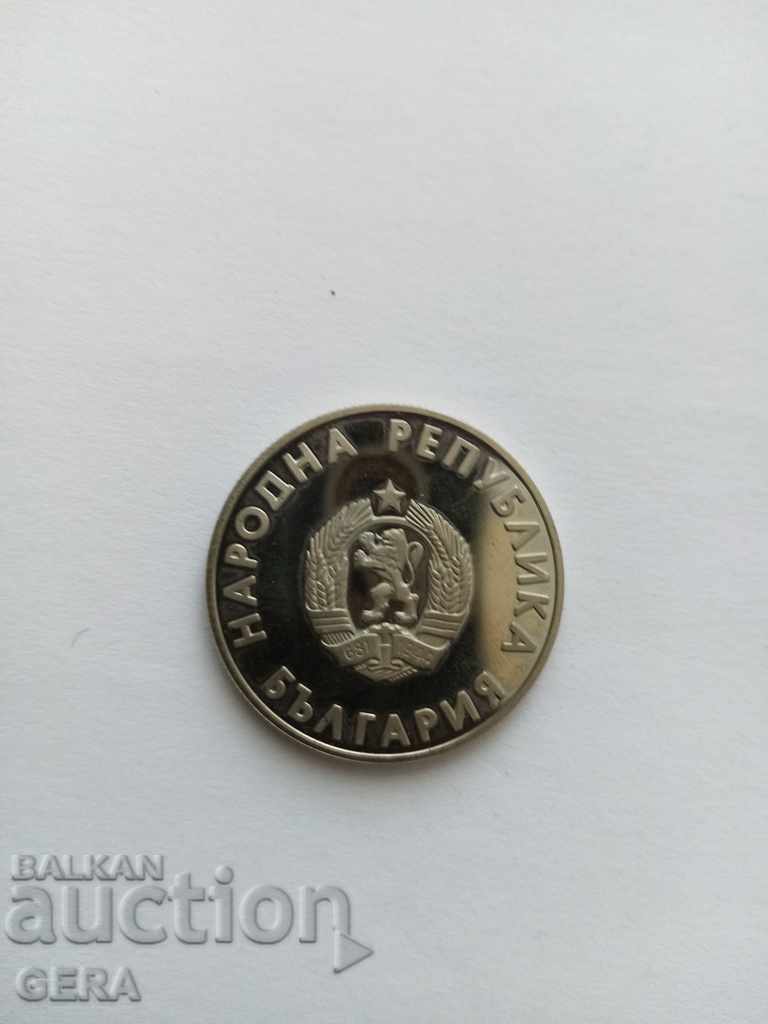 НАРОДНА РЕПУБЛИКА
БЪЛГАРИЯ
681
BALKAN
auction
GERA